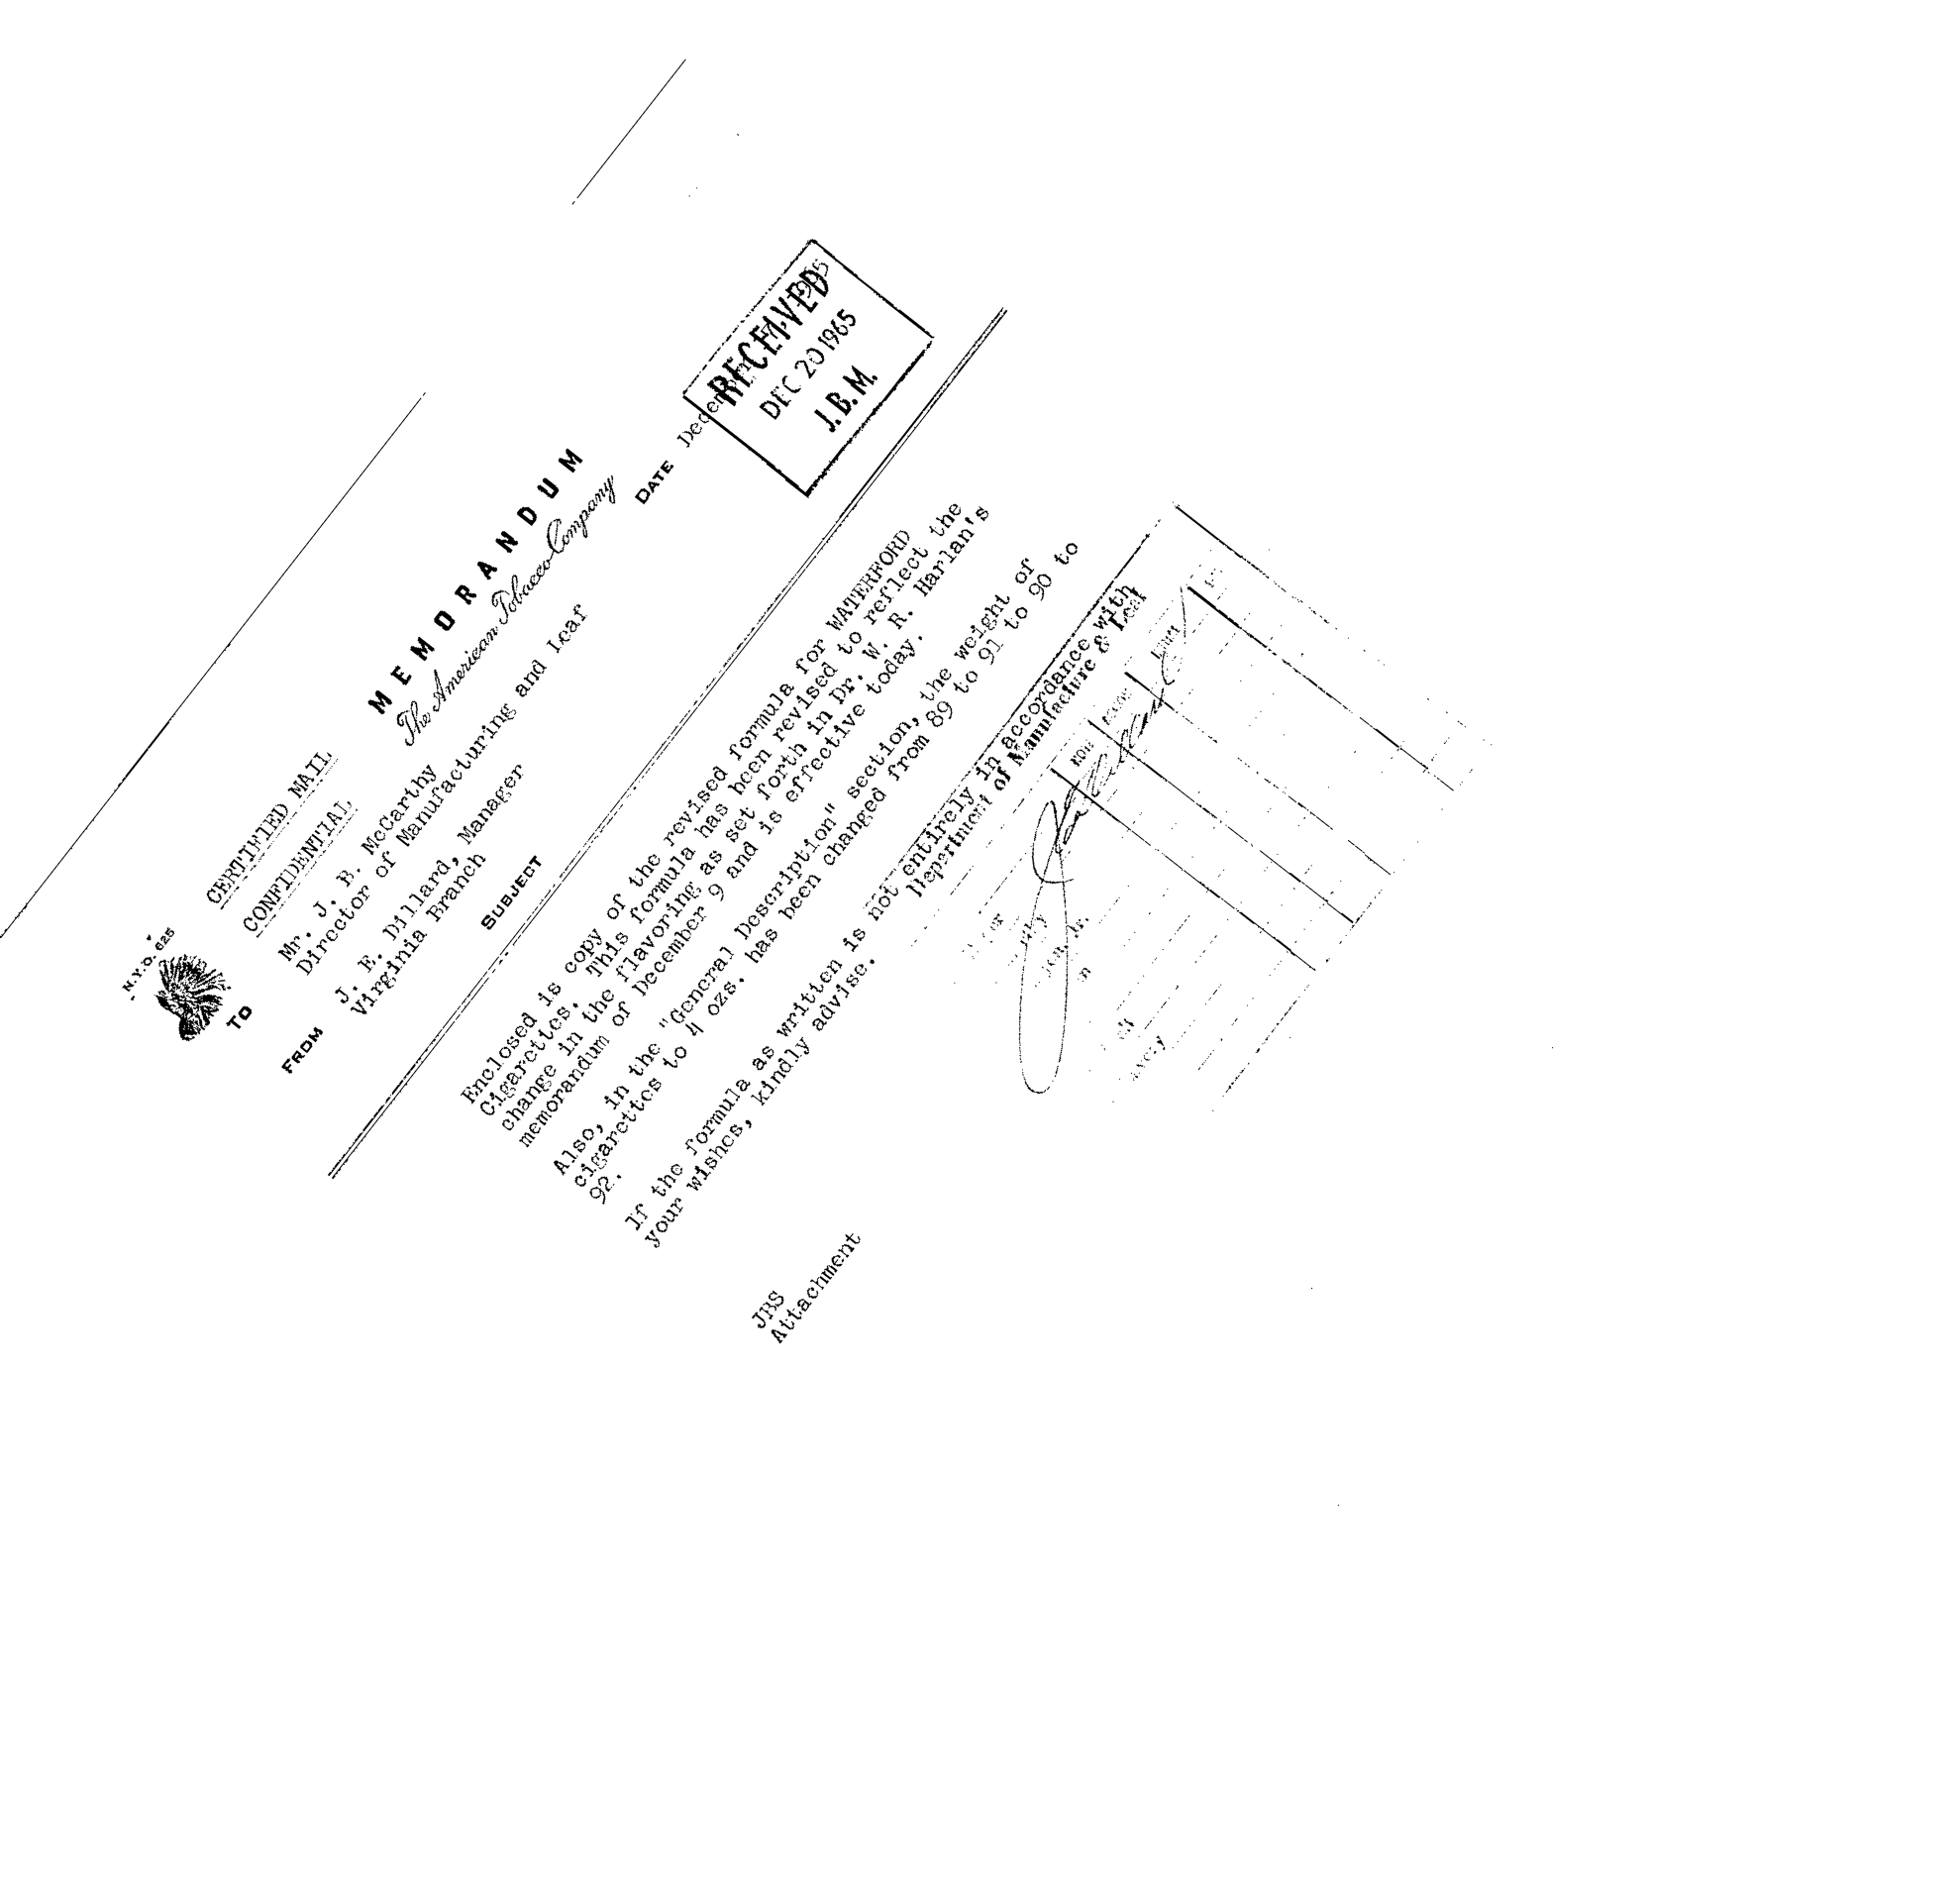 N.Y.O. 625
MEMORANDUM
The American Tobacco Company
CERTIFIED MAIL
CONFIDENTIAL
DATE December 17, 1965
RECEIVED
DEC 20 1965
J.B.M.
TO Mr. J. B. McCarthy
Director of Manufacturing and Leaf
FROM J. E. Dillard, Manager
Virginia Branch
SUBJECT
Enclosed is copy of the revised formula for WATERFORD
Cigarettes. This formula has been revised to reflect the
change in the flavoring as set forth in Dr. W. R. Harlan's
memorandum of December 9 and is effective today.
Also, in the "General Description" section, the weight of
cigarettes to 4 ozs. has been changed from 89 to 91 to 90 to
92.
If the formula as written is not entirely in accordance with
your wishes, kindly advise.
Department of Manufacture & Leaf
NOTE
JBS
Attachment